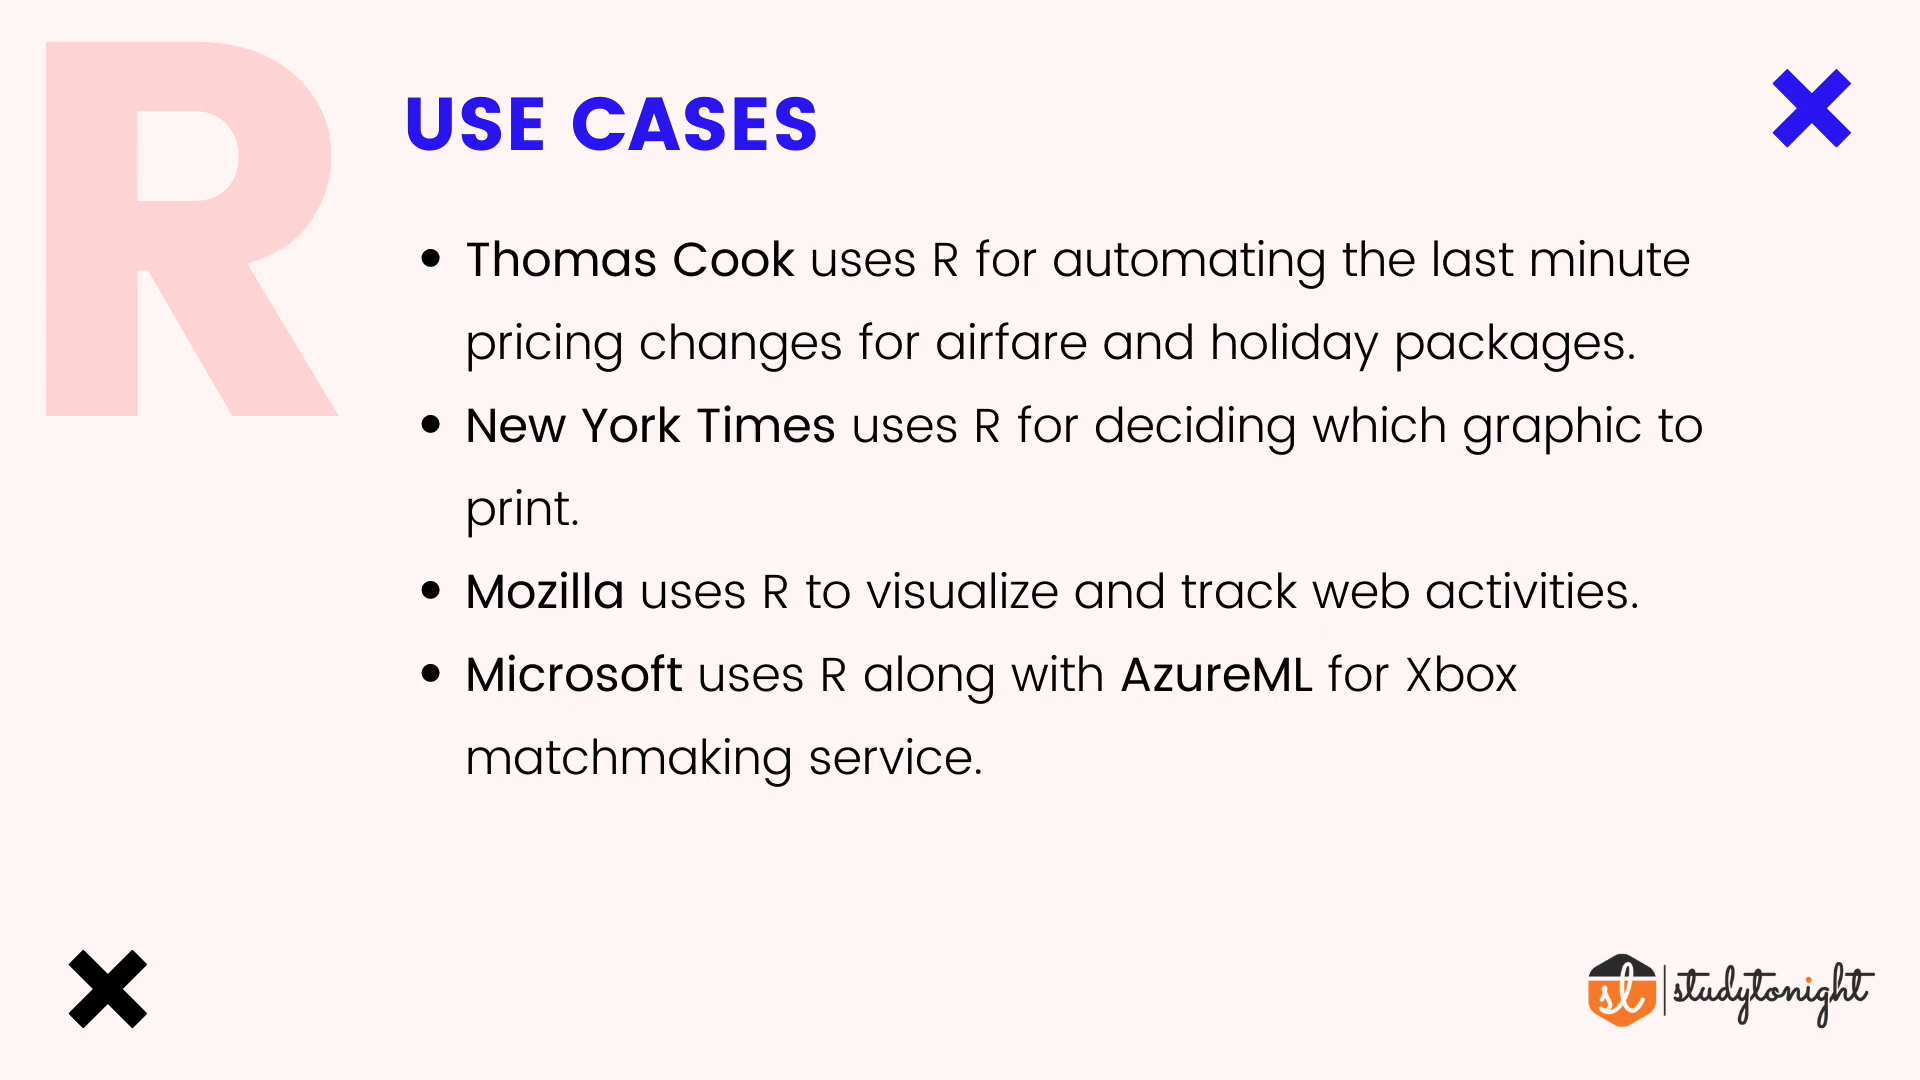 R
USE CASES
• Thomas Cook uses R for automating the last minute
pricing changes for airfare and holiday packages.
• New York Times uses R for deciding which graphic to
print.
• Mozilla uses R to visualize and track web activities.
• Microsoft uses R along with AzureML for Xbox
matchmaking service.
st studytonight